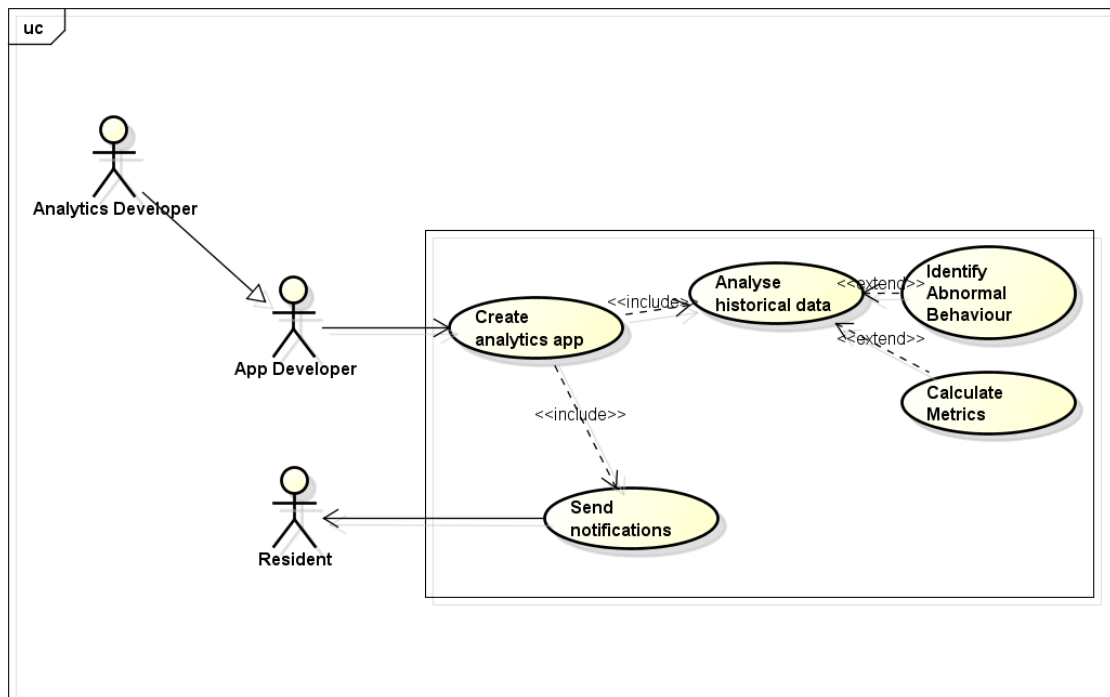 uc
Analytics Developer
App Developer
Resident
Create
analytics app
<<include>>
Analyse
historical data
<<extend>>
Identify
Abnormal
Behaviour
<<extend>>
Calculate
Metrics
<<include>>
Send
notifications